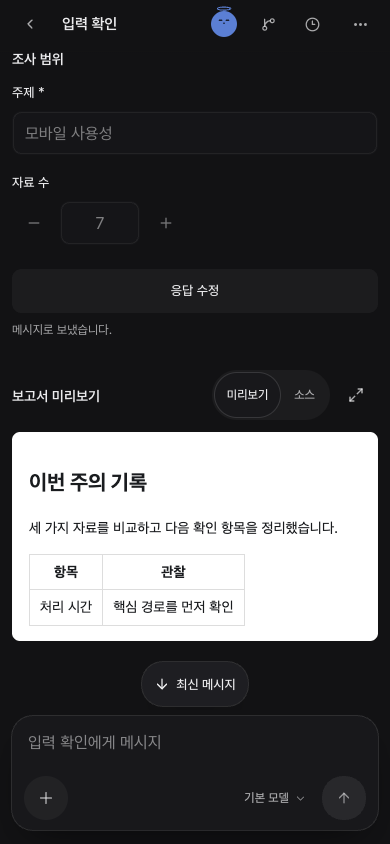 입력 확인
조사 범위
주제 *
모바일 사용성
자료 수
7
응답 수정
메시지로 보냈습니다.
보고서 미리보기
미리보기
소스
이번 주의 기록
세 가지 자료를 비교하고 다음 확인 항목을 정리했습니다.
항목 관찰
처리 시간 핵심 경로를 먼저 확인
최신 메시지
입력 확인에게 메시지
기본 모델